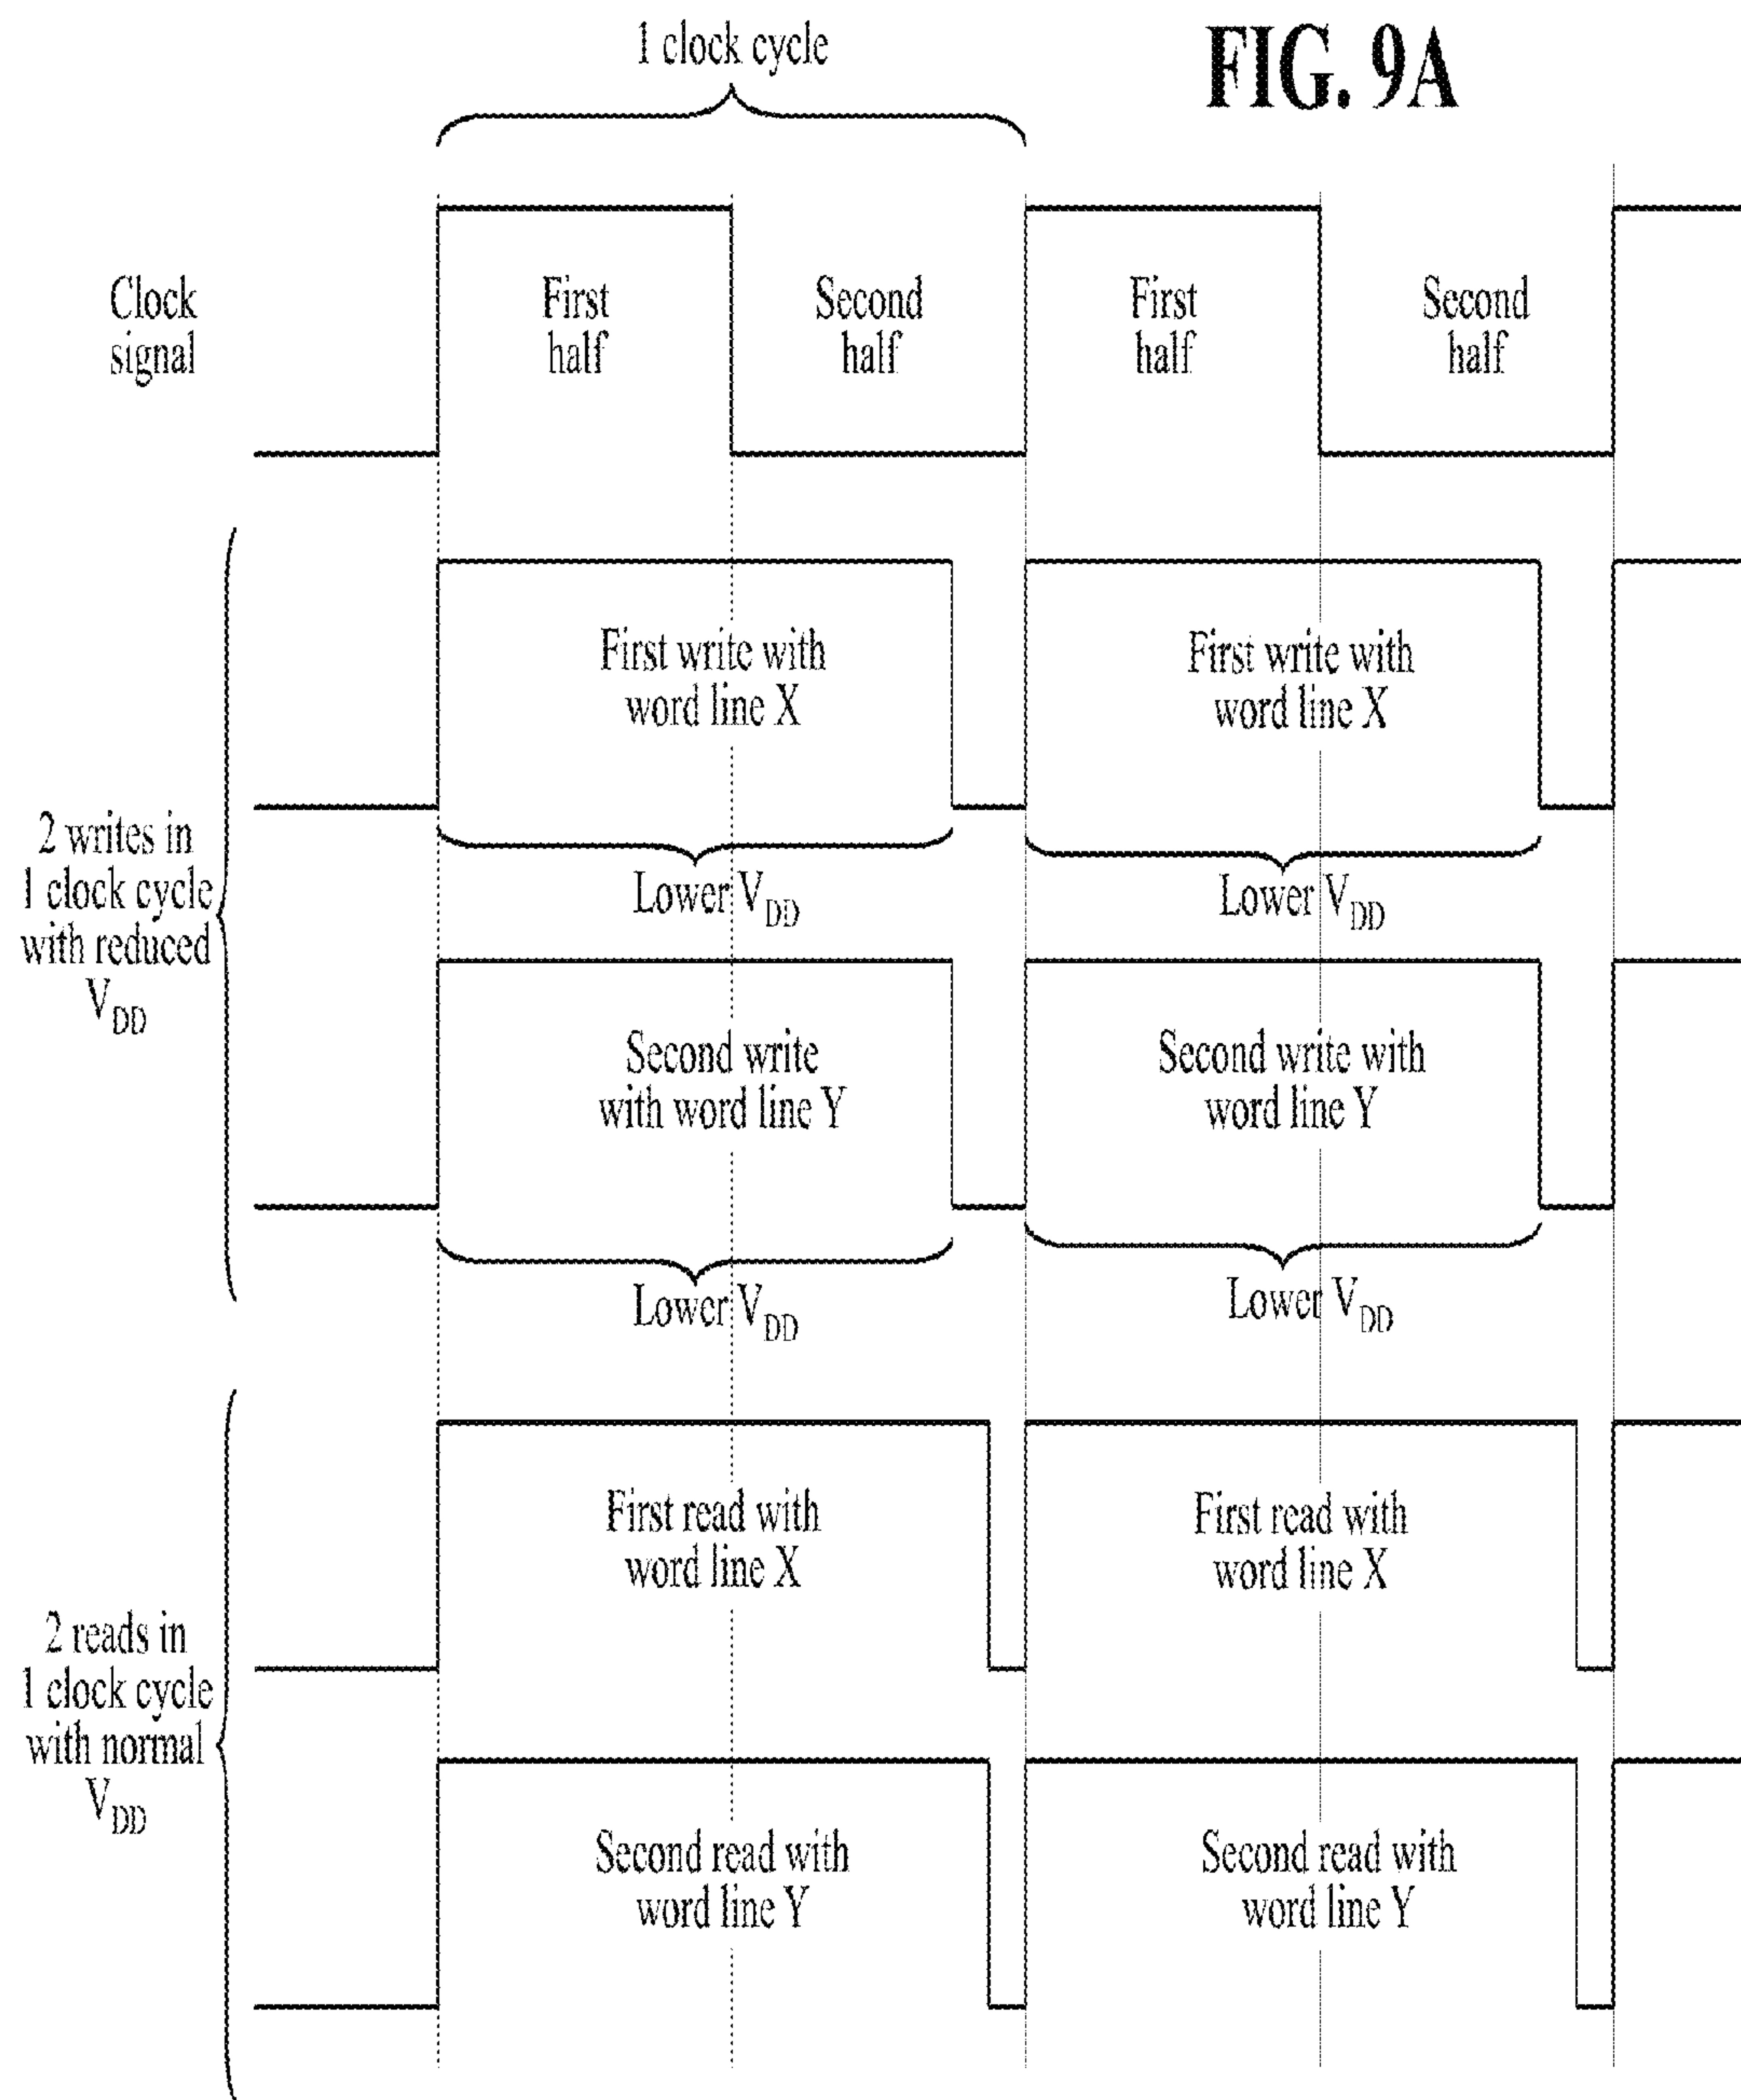 1 clock cycle
FIG. 9A
Clock
signal
First
half
Second
half
First
half
Second
half
2 writes in
1 clock cycle
with reduced
VDD
First write with
word line X
First write with
word line X
Lower VDD
Lower VDD
Second write
with word line Y
Second write with
word line Y
Lower VDD
Lower VDD
2 reads in
1 clock cycle
with normal
VDD
First read with
word line X
First read with
word line X
Second read with
word line Y
Second read with
word line Y